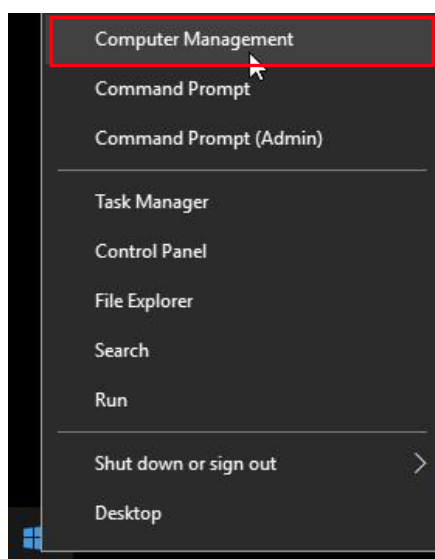 Computer Management
Command Prompt
Command Prompt (Admin)
Task Manager
Control Panel
File Explorer
Search
Run
Shut down or sign out
Desktop